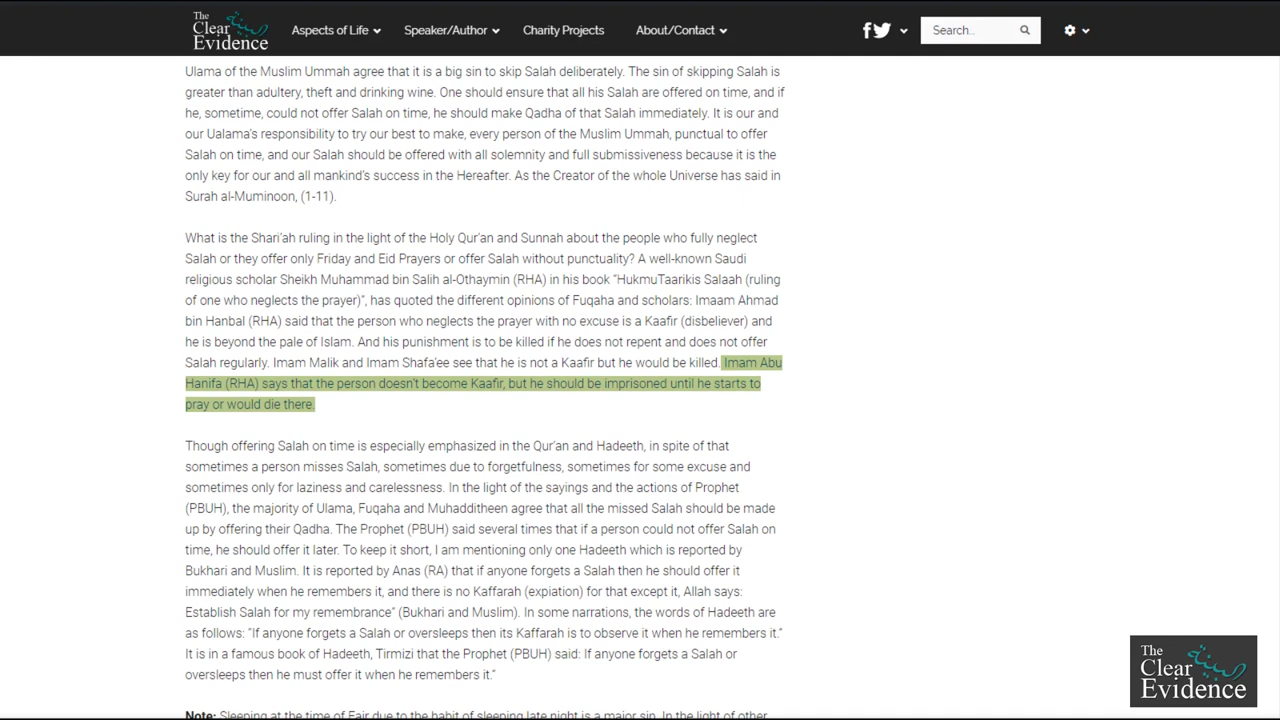 The
Clear
Evidence
Aspects of Life
Speaker/Author
Charity Projects
About/Contact
Search...
Ulama of the Muslim Ummah agree that it is a big sin to skip Salah deliberately. The sin of skipping Salah is
greater than adultery, theft and drinking wine. One should ensure that all his Salah are offered on time, and if
he, sometime, could not offer Salah on time, he should make Qadha of that Salah immediately. It is our and
our Ualama's responsibility to try our best to make, every person of the Muslim Ummah, punctual to offer
Salah on time, and our Salah should be offered with all solemnity and full submissiveness because it is the
only key for our and all mankind's success in the Hereafter. As the Creator of the whole Universe has said in
Surah al-Muminoon, (1-11).
What is the Shari'ah ruling in the light of the Holy Qur'an and Sunnah about the people who fully neglect
Salah or they offer only Friday and Eid Prayers or offer Salah without punctuality? A well-known Saudi
religious scholar Sheikh Muhammad bin Salih al-Othaymin (RHA) in his book "HukmuTaarikis Salaah (ruling
of one who neglects the prayer)", has quoted the different opinions of Fuqaha and scholars: Imaam Ahmad
bin Hanbal (RHA) said that the person who neglects the prayer with no excuse is a Kaafir (disbeliever) and
he is beyond the pale of Islam. And his punishment is to be killed if he does not repent and does not offer
Salah regularly. Imam Malik and Imam Shafa'ee see that he is not a Kaafir but he would be killed. Imam Abu
Hanifa (RHA) says that the person doesn't become Kaafir, but he should be imprisoned until he starts to
pray or would die there.
Though offering Salah on time is especially emphasized in the Qur'an and Hadeeth, in spite of that
sometimes a person misses Salah, sometimes due to forgetfulness, sometimes for some excuse and
sometimes only for laziness and carelessness. In the light of the sayings and the actions of Prophet
(PBUH), the majority of Ulama, Fuqaha and Muhadditheen agree that all the missed Salah should be made
up by offering their Qadha. The Prophet (PBUH) said several times that if a person could not offer Salah on
time, he should offer it later. To keep it short, I am mentioning only one Hadeeth which is reported by
Bukhari and Muslim. It is reported by Anas (RA) that if anyone forgets a Salah then he should offer it
immediately when he remembers it, and there is no Kaffarah (expiation) for that except it, Allah says:
Establish Salah for my remembrance" (Bukhari and Muslim). In some narrations, the words of Hadeeth are
as follows: "If anyone forgets a Salah or oversleeps then its Kaffarah is to observe it when he remembers it."
It is in a famous book of Hadeeth, Tirmizi that the Prophet (PBUH) said: If anyone forgets a Salah or
oversleeps then he must offer it when he remembers it."
Note: Sleeping at the time of Fajr due to the habit of sleeping late night is a major sin. In the light of other
The
Clear
Evidence